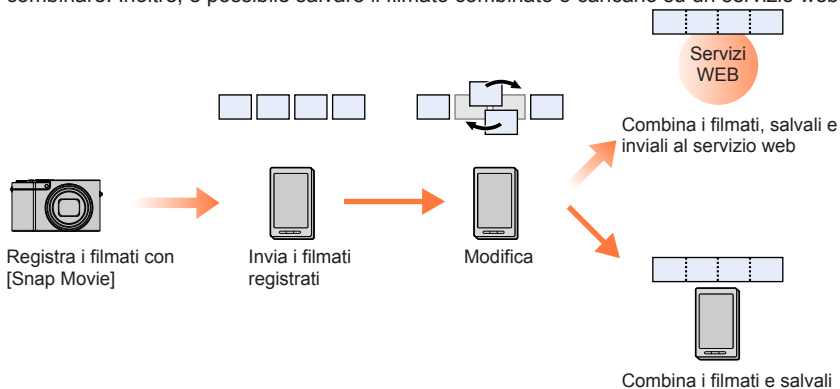 combinare. Inoltre, è possibile salvare il filmato combinato o caricarlo su un servizio web
Servizi
WEB
Combina i filmati, salvali e
inviali al servizio web
Registra i filmati con
[Snap Movie]
Invia i filmati
registrati
Modifica
Combina i filmati e salvali